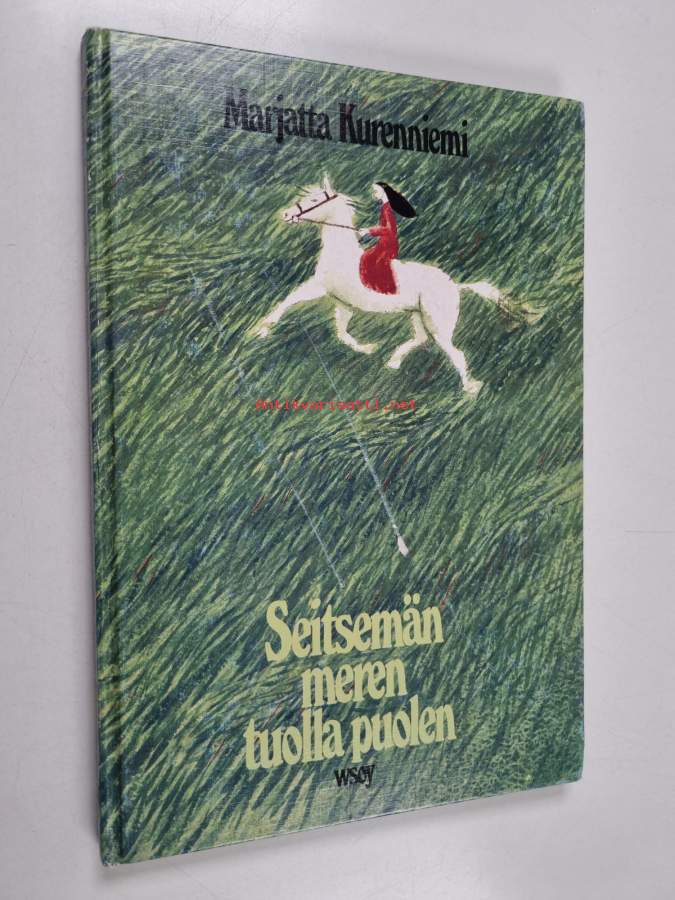 Marjatta Kurenniemi
Antikvariaatti.net
Seitsemän
meren
tuolla puolen
wsoy